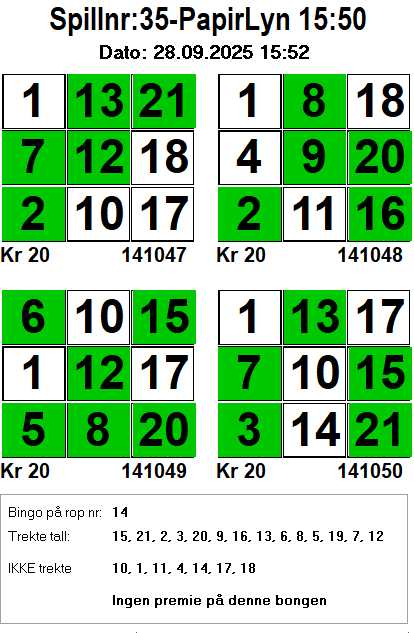 Spillnr:35-PapirLyn 15:50
Dato: 28.09.2025 15:52
1 13 21
7 12 18
2 10 17
Kr 20 141047
1 8 18
4 9 20
2 11 16
Kr 20 141048
6 10 15
1 12 17
5 8 20
Kr 20 141049
1 13 17
7 10 15
3 14 21
Kr 20 141050
Bingo på rop nr: 14
Trekte tall: 15, 21, 2, 3, 20, 9, 16, 13, 6, 8, 5, 19, 7, 12
IKKE trekte 10, 1, 11, 4, 14, 17, 18
Ingen premie på denne bongen